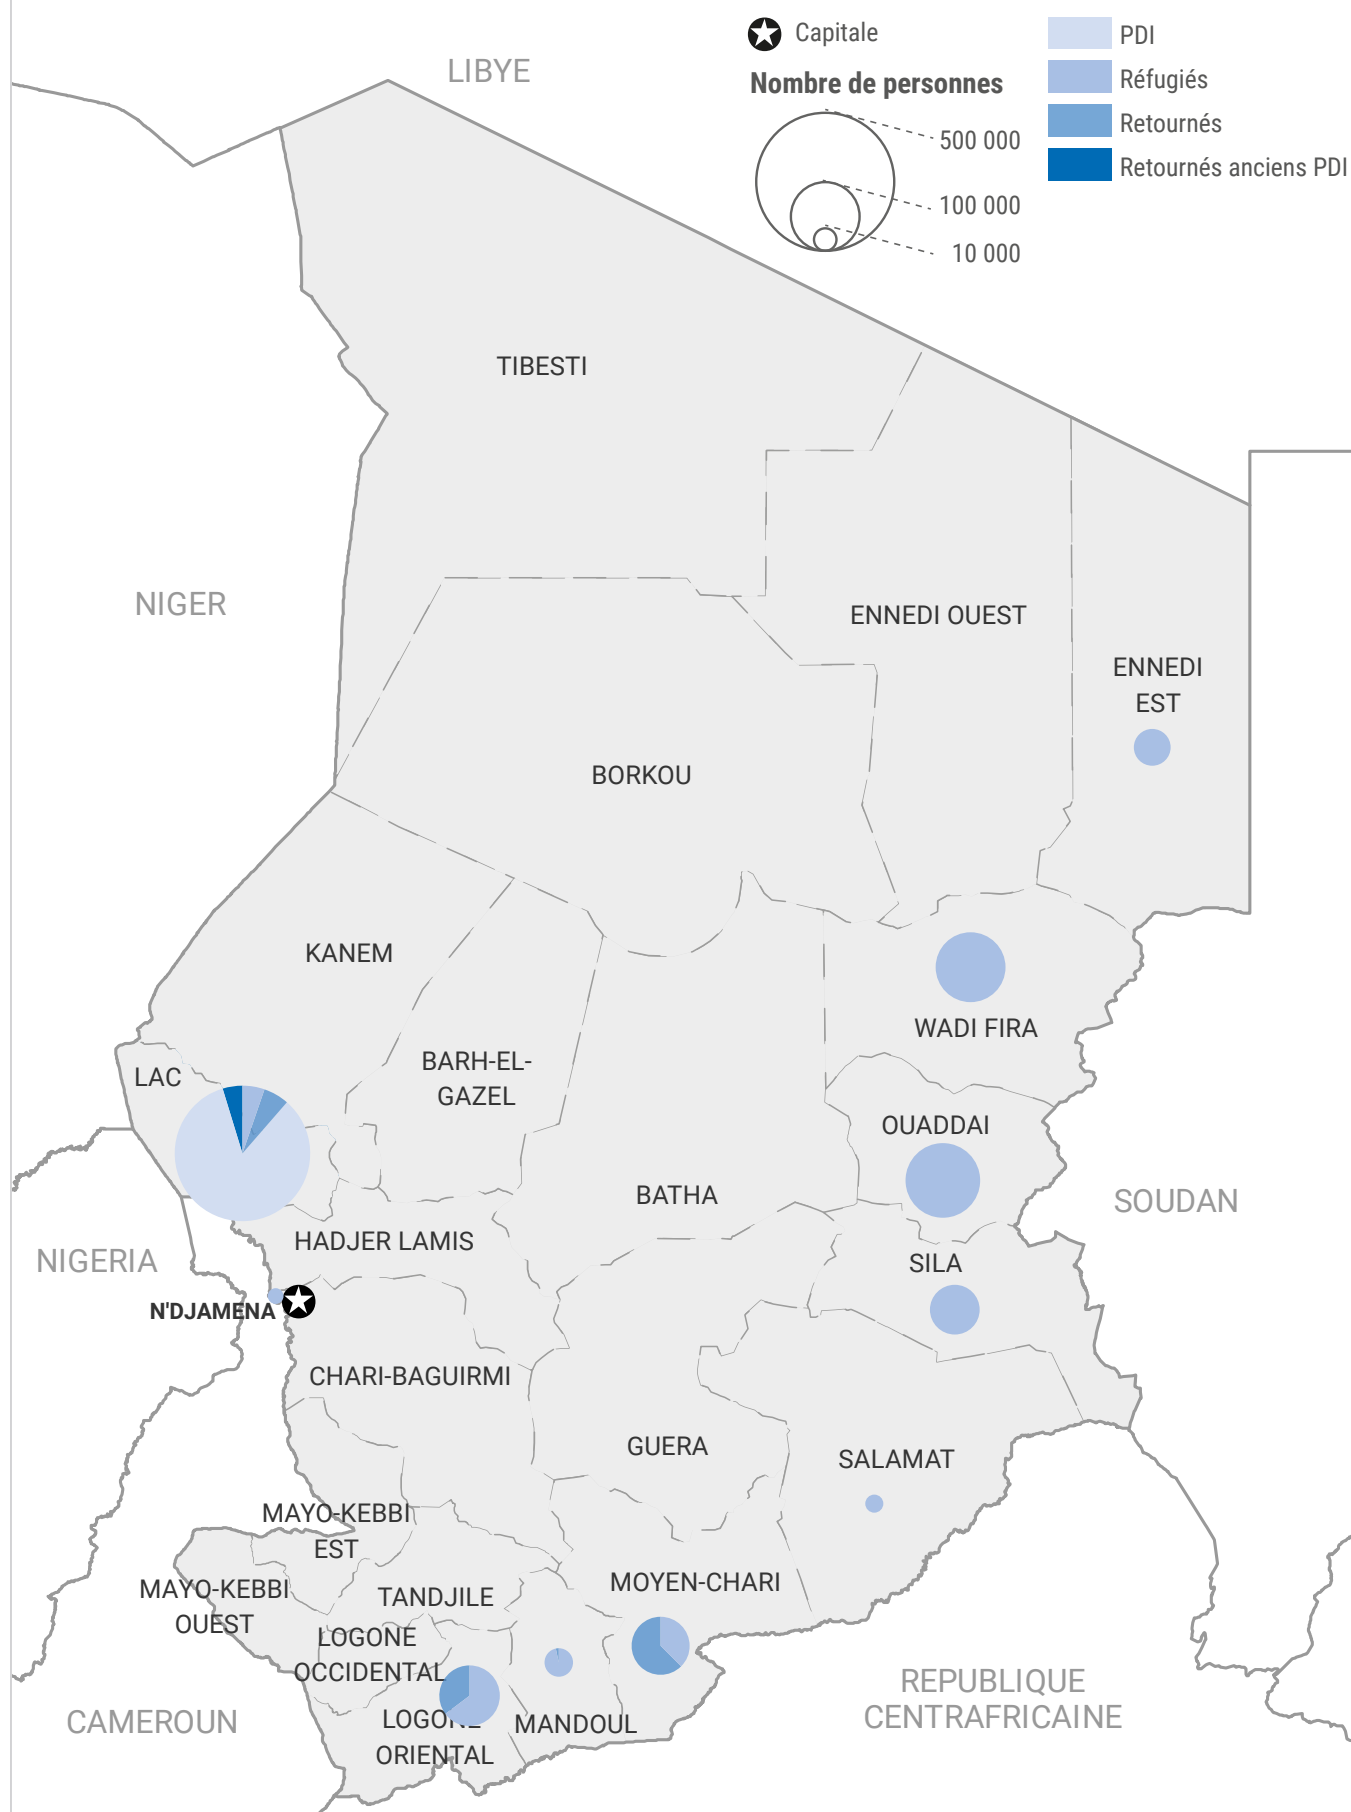 Capitale
Nombre de personnes
500 000
100 000
10 000
PDI
Réfugiés
Retournés
Retournés anciens PDI
LIBYE
TIBESTI
NIGER
ENNEDI OUEST
ENNEDI
EST
BORKOU
KANEM
WADI FIRA
LAC
BARH-EL-
GAZEL
OUADDAI
BATHA
SOUDAN
HADJER LAMIS
NIGERIA
SILA
N'DJAMENA
CHARI-BAGUIRMI
GUERA
SALAMAT
MAYO-KEBBI
EST
MAYO-KEBBI
OUEST
TANDJILE
MOYEN-CHARI
LOGONE
OCCIDENTAL
LOGONE
ORIENTAL
MANDOUL
CAMEROUN
REPUBLIQUE
CENTRAFRICAINE